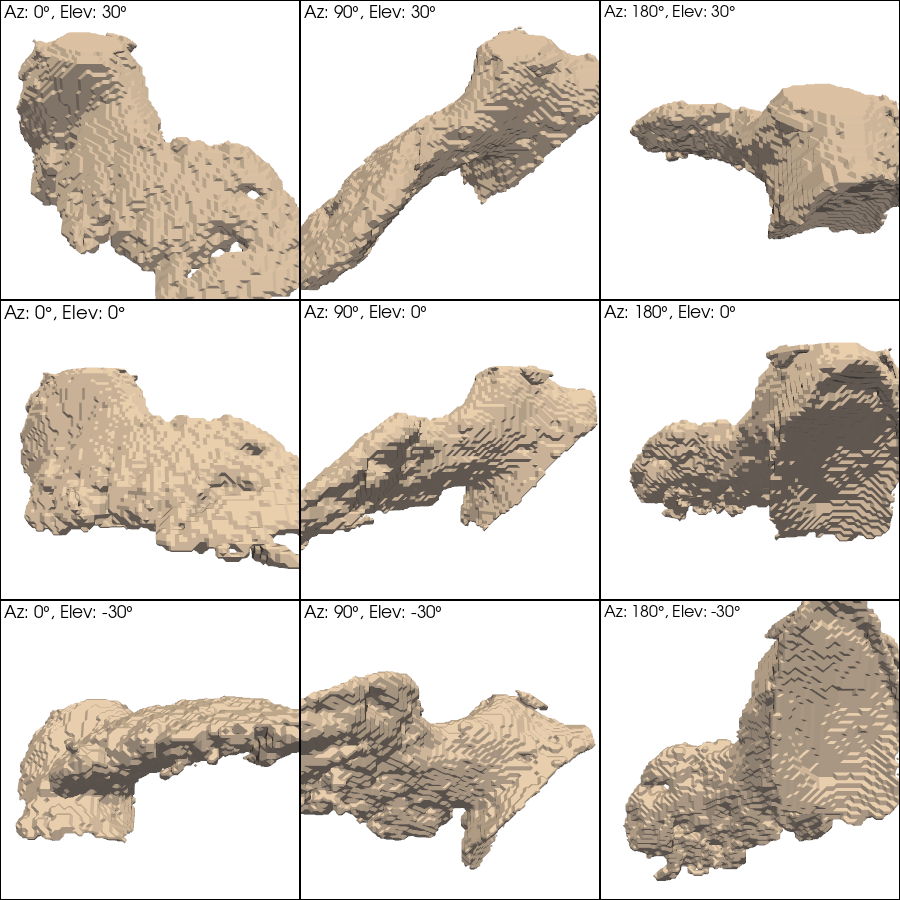 Az: 0°, Elev: 30°
Az: 90°, Elev: 30°
Az: 180°, Elev: 30°
Az: 0°, Elev: 0°
Az: 90°, Elev: 0°
Az: 180°, Elev: 0°
Az: 0°, Elev: -30°
Az: 90°, Elev: -30°
Az: 180°, Elev: -30°